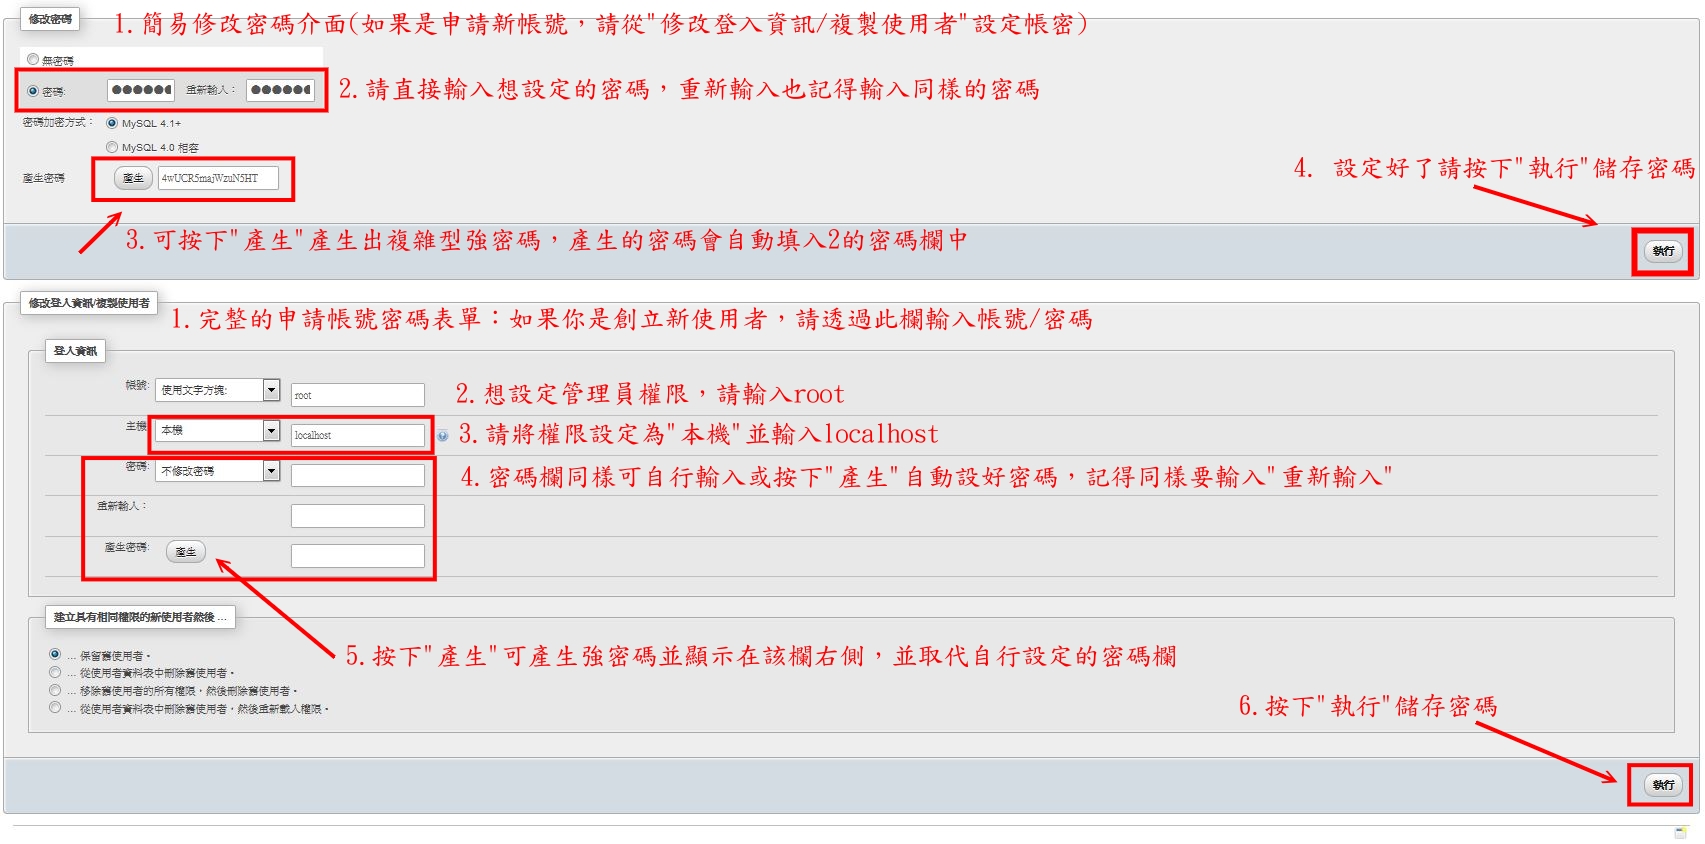 修改密碼
1.簡易修改密碼介面(如果是申請新帳號，請從"修改登入資訊/複製使用者"設定帳密)
無密碼
密碼: ●●●●●● 重新輸入： ●●●●●●
2.請直接輸入想設定的密碼，重新輸入也記得輸入同樣的密碼
密碼加密方式： MySQL 4.1+
MySQL 4.0 相容
產生密碼 產生 4wUCR5majWzuN5HT
4. 設定好了請按下"執行"儲存密碼
3.可按下"產生"產生出複雜型強密碼，產生的密碼會自動填入2的密碼欄中
執行
修改登入資訊/複製使用者
1.完整的申請帳號密碼表單：如果你是創立新使用者，請透過此欄輸入帳號/密碼
登入資訊
帳號: 使用文字方塊: root
2.想設定管理員權限，請輸入root
主機: 本機 localhost
3.請將權限設定為"本機"並輸入localhost
密碼: 不修改密碼
4.密碼欄同樣可自行輸入或按下"產生"自動設好密碼，記得同樣要輸入"重新輸入"
重新輸入：
產生密碼: 產生
建立具有相同權限的新使用者然後 ...
... 保留舊使用者。
5.按下"產生"可產生強密碼並顯示在該欄右側，並取代自行設定的密碼欄
... 從使用者資料表中刪除舊使用者。
... 移除舊使用者的所有權限，然後刪除舊使用者。
... 從使用者資料表中刪除舊使用者，然後重新載入權限。
6.按下"執行"儲存密碼
執行